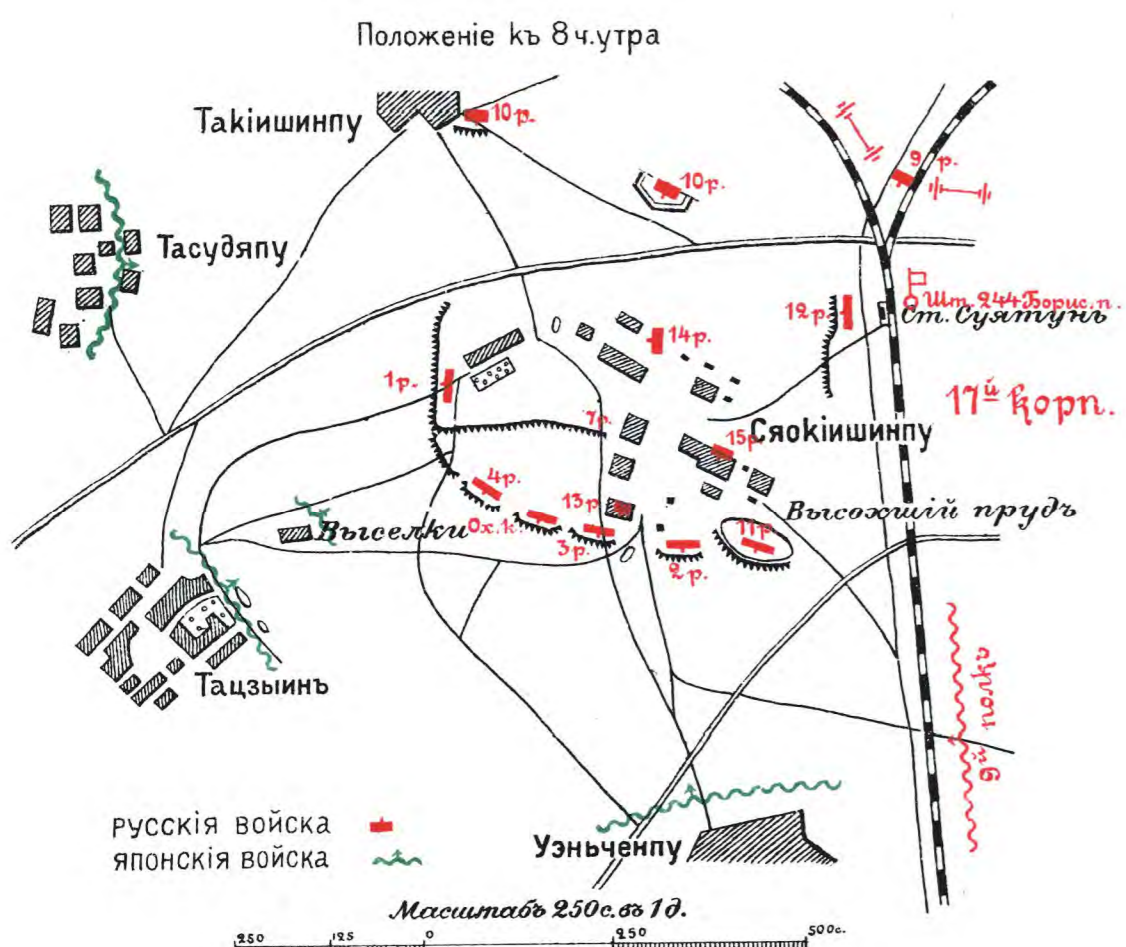 Положеніе къ 8 ч. утра
Такіишинпу
10 р.
10 р.
9 р.
Тасудяпу
Шт. 244 Борис. п.
Ст. Суятунь
12 р.
14 р.
1 р.
17й корп.
7 р.
Сяокіишинпу
15 р.
4 р.
13 р.
Высохшій прудъ
Выселки
Ох. к.
3 р.
2 р.
11 р.
Тацзыинъ
9й полкъ
РУССКІЯ ВОЙСКА
ЯПОНСКІЯ ВОЙСКА
Уэньченпу
Масштабъ 250 с. въ 1 д.
250 125 0 250 500 с.